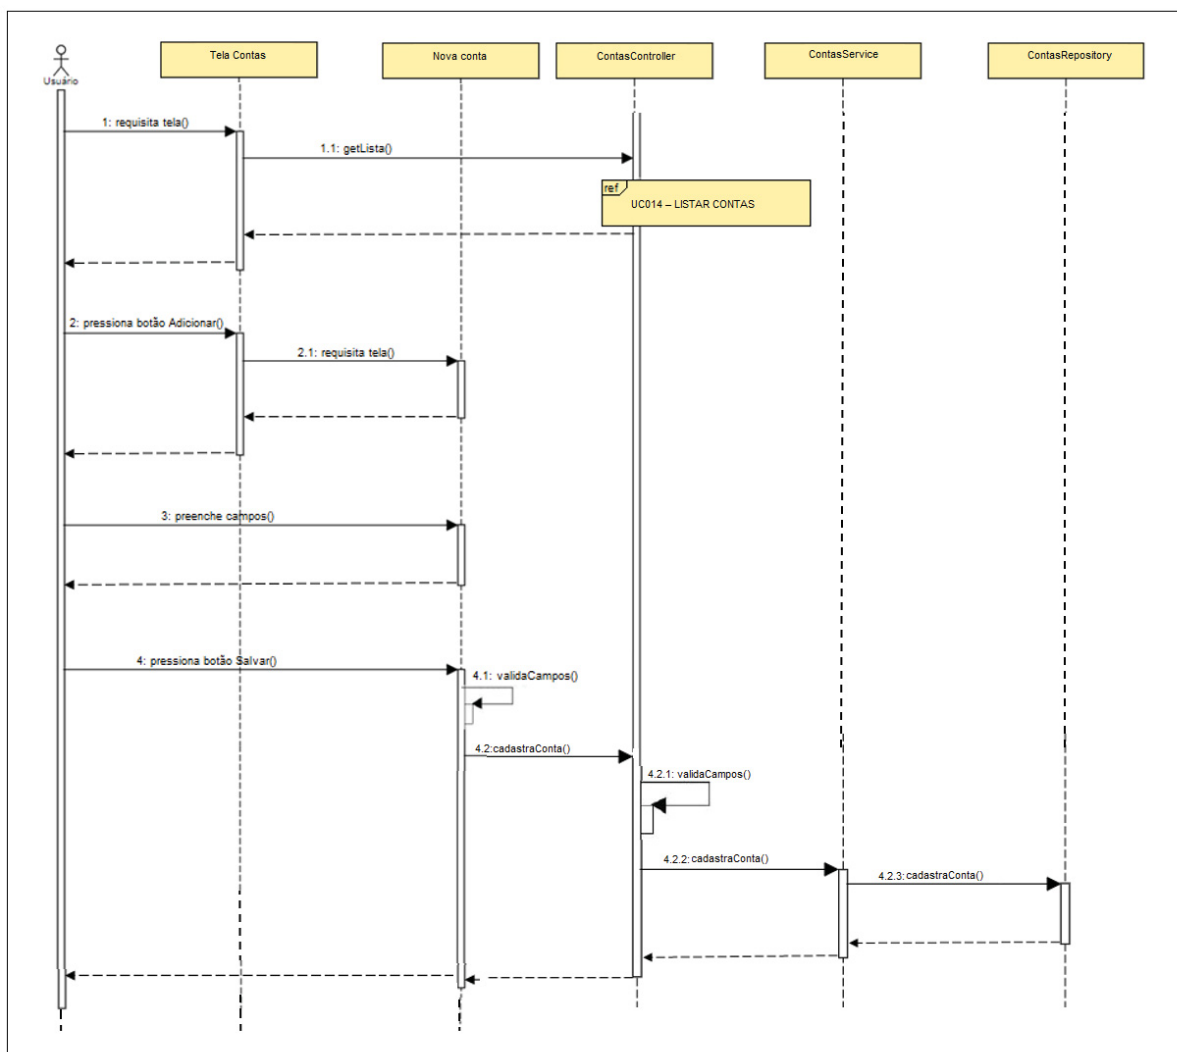 Usuário
Tela Contas
Nova conta
ContasController
ContasService
ContasRepository
1: requisita tela()
1.1: getLista()
ref
UC014 – LISTAR CONTAS
2: pressiona botão Adicionar()
2.1: requisita tela()
3: preenche campos()
4: pressiona botão Salvar()
4.1: validaCampos()
4.2:cadastraConta()
4.2.1: validaCampos()
4.2.2:cadastraConta()
4.2.3:cadastraConta()